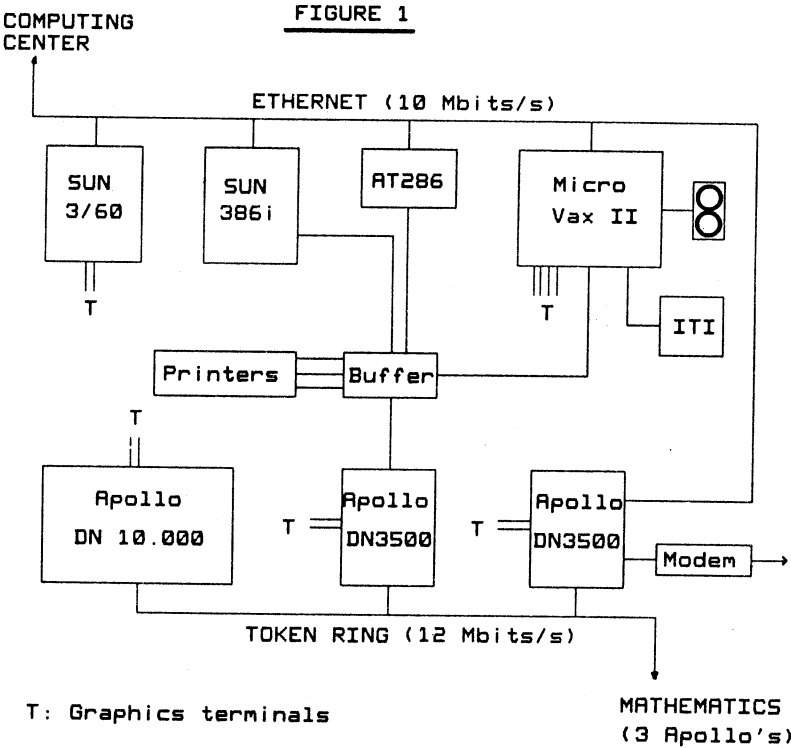 FIGURE 1
COMPUTING
CENTER
ETHERNET (10 Mbits/s)
SUN
3/60
SUN
386i
AT286
Micro
Vax II
T
T
ITI
Printers
Buffer
T
Apollo
DN 10.000
T
Apollo
DN3500
T
Apollo
DN3500
Modem
TOKEN RING (12 Mbits/s)
T: Graphics terminals
MATHEMATICS
(3 Apollo's)